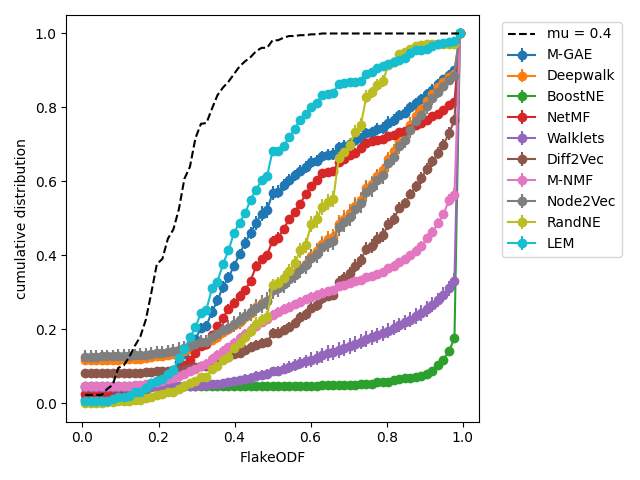 cumulative distribution
1.0
0.8
0.6
0.4
0.2
0.0
0.0 0.2 0.4 0.6 0.8 1.0
FlakeODF
mu = 0.4
M-GAE
Deepwalk
BoostNE
NetMF
Walklets
Diff2Vec
M-NMF
Node2Vec
RandNE
LEM